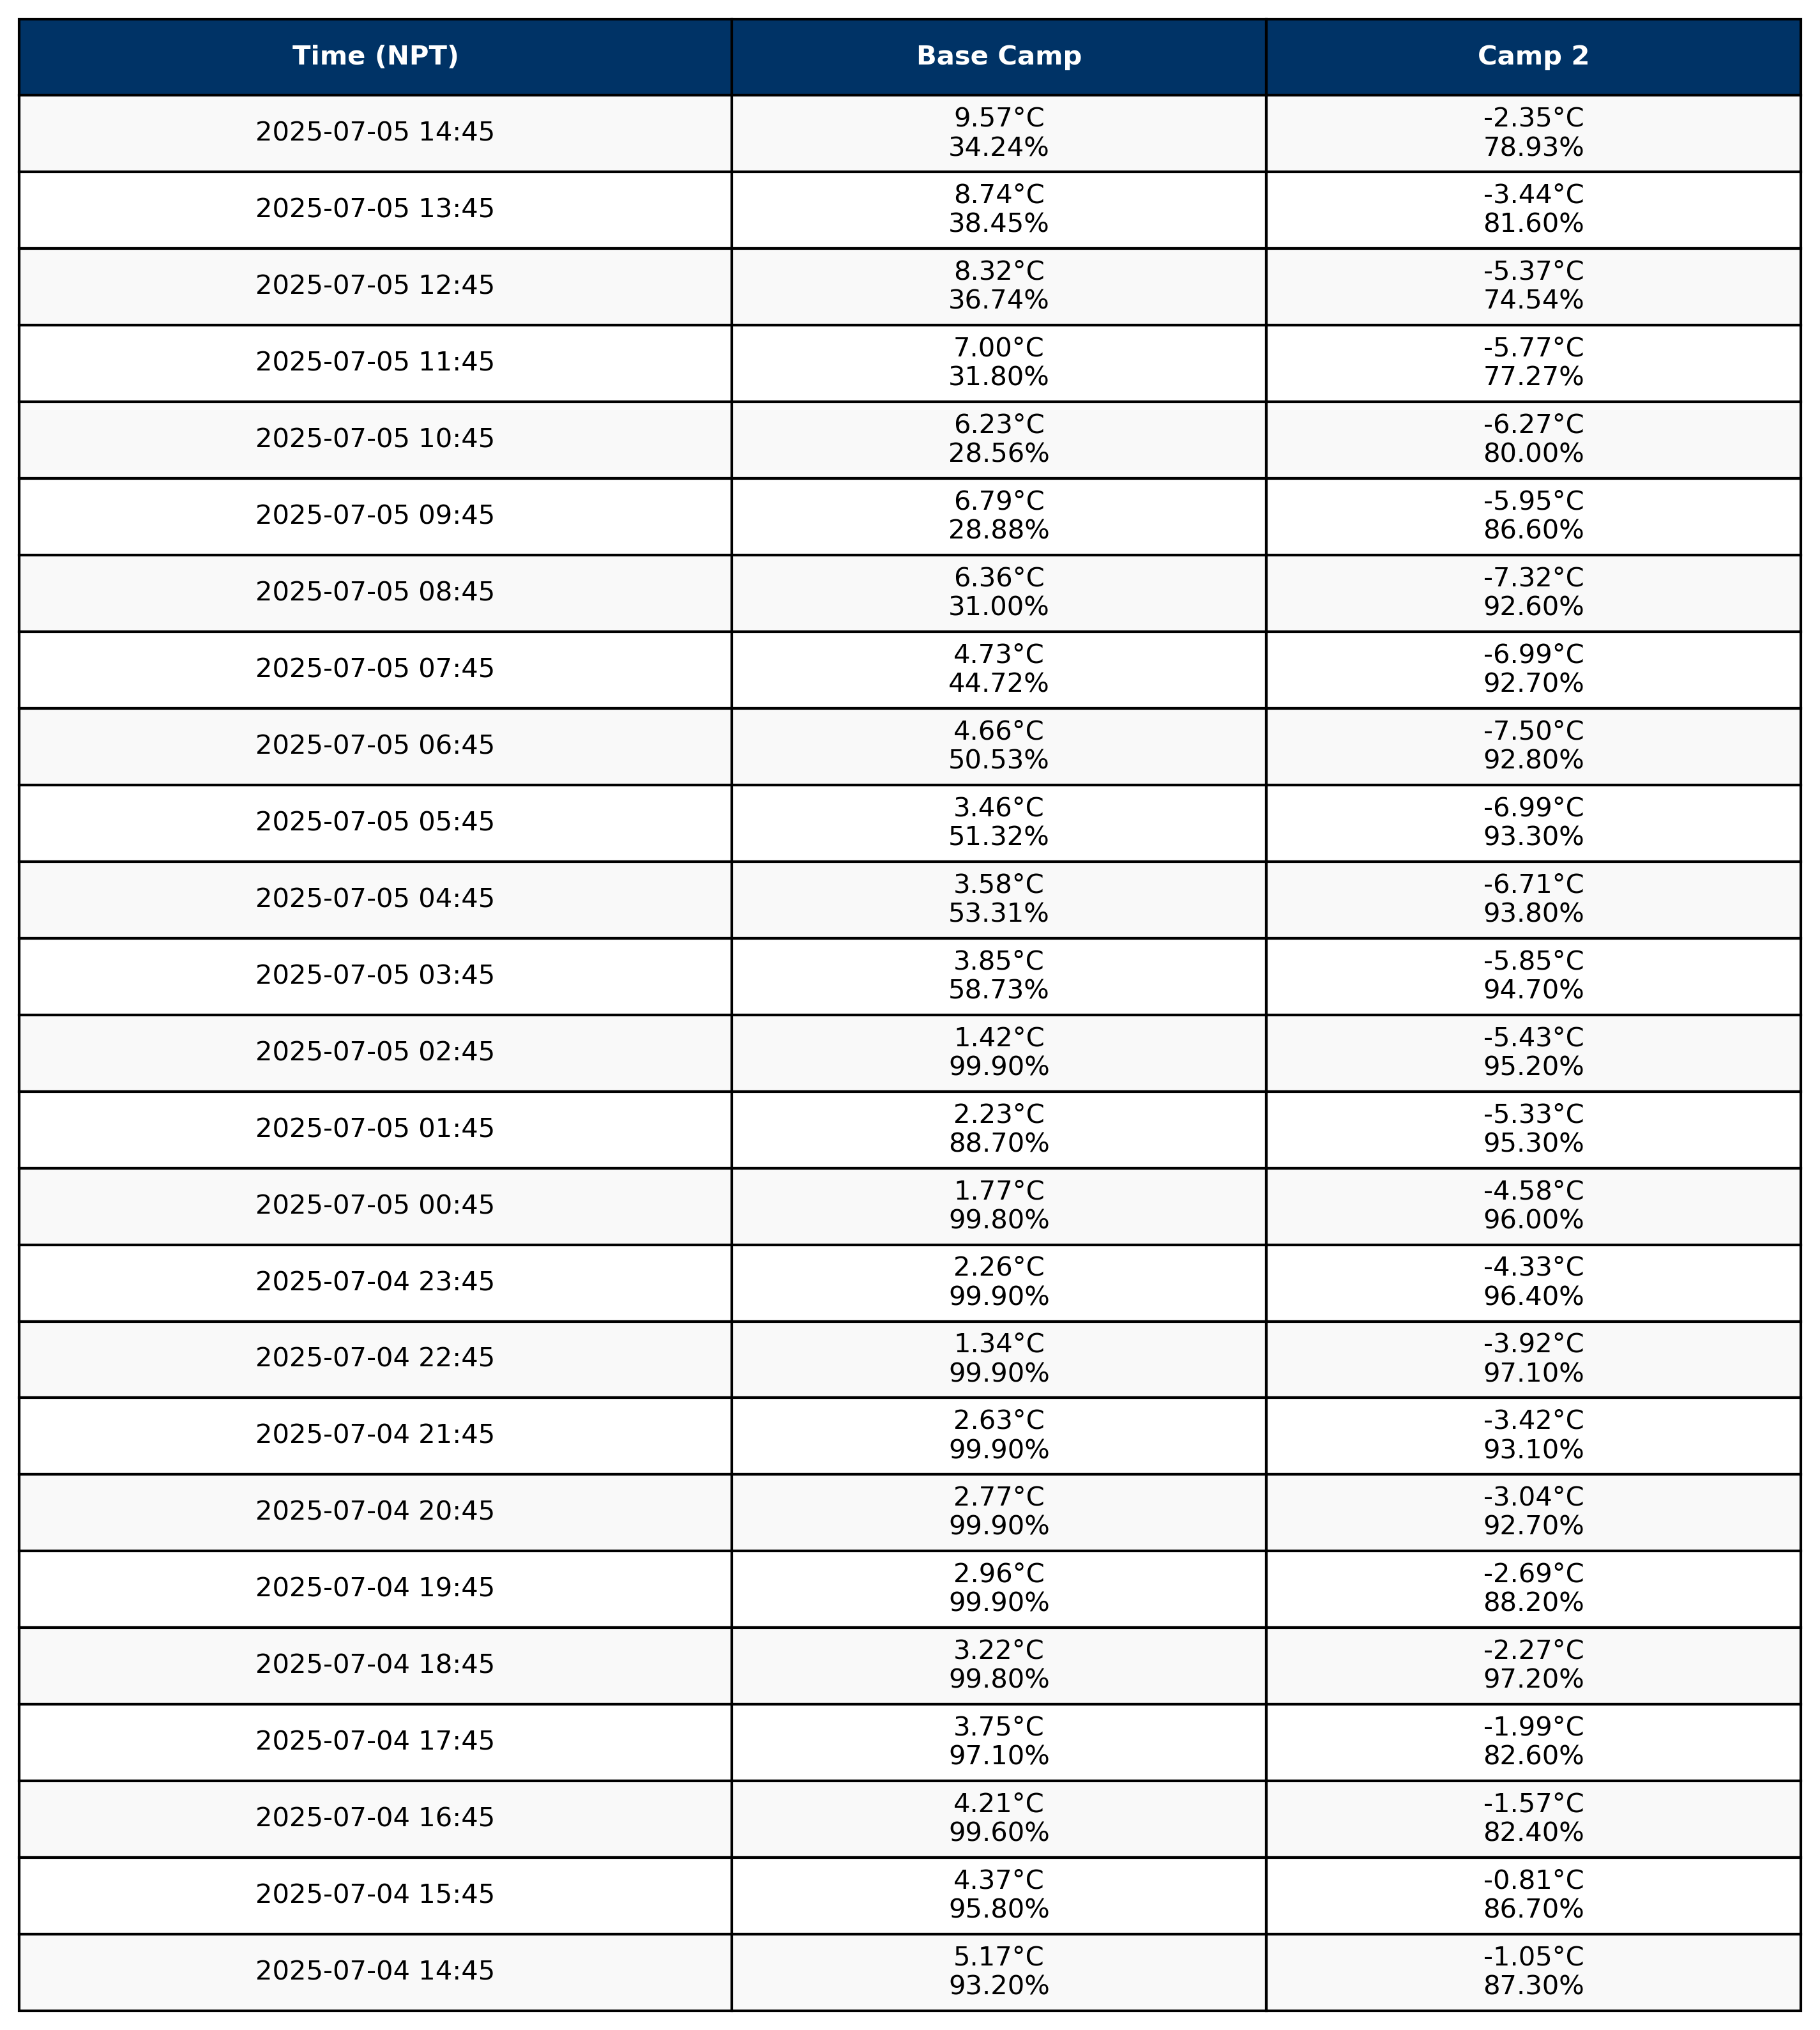 Time (NPT) Base Camp Camp 2
2025-07-05 14:45 9.57°C -2.35°C
34.24% 78.93%
2025-07-05 13:45 8.74°C -3.44°C
38.45% 81.60%
2025-07-05 12:45 8.32°C -5.37°C
36.74% 74.54%
2025-07-05 11:45 7.00°C -5.77°C
31.80% 77.27%
2025-07-05 10:45 6.23°C -6.27°C
28.56% 80.00%
2025-07-05 09:45 6.79°C -5.95°C
28.88% 86.60%
2025-07-05 08:45 6.36°C -7.32°C
31.00% 92.60%
2025-07-05 07:45 4.73°C -6.99°C
44.72% 92.70%
2025-07-05 06:45 4.66°C -7.50°C
50.53% 92.80%
2025-07-05 05:45 3.46°C -6.99°C
51.32% 93.30%
2025-07-05 04:45 3.58°C -6.71°C
53.31% 93.80%
2025-07-05 03:45 3.85°C -5.85°C
58.73% 94.70%
2025-07-05 02:45 1.42°C -5.43°C
99.90% 95.20%
2025-07-05 01:45 2.23°C -5.33°C
88.70% 95.30%
2025-07-05 00:45 1.77°C -4.58°C
99.80% 96.00%
2025-07-04 23:45 2.26°C -4.33°C
99.90% 96.40%
2025-07-04 22:45 1.34°C -3.92°C
99.90% 97.10%
2025-07-04 21:45 2.63°C -3.42°C
99.90% 93.10%
2025-07-04 20:45 2.77°C -3.04°C
99.90% 92.70%
2025-07-04 19:45 2.96°C -2.69°C
99.90% 88.20%
2025-07-04 18:45 3.22°C -2.27°C
99.80% 97.20%
2025-07-04 17:45 3.75°C -1.99°C
97.10% 82.60%
2025-07-04 16:45 4.21°C -1.57°C
99.60% 82.40%
2025-07-04 15:45 4.37°C -0.81°C
95.80% 86.70%
2025-07-04 14:45 5.17°C -1.05°C
93.20% 87.30%